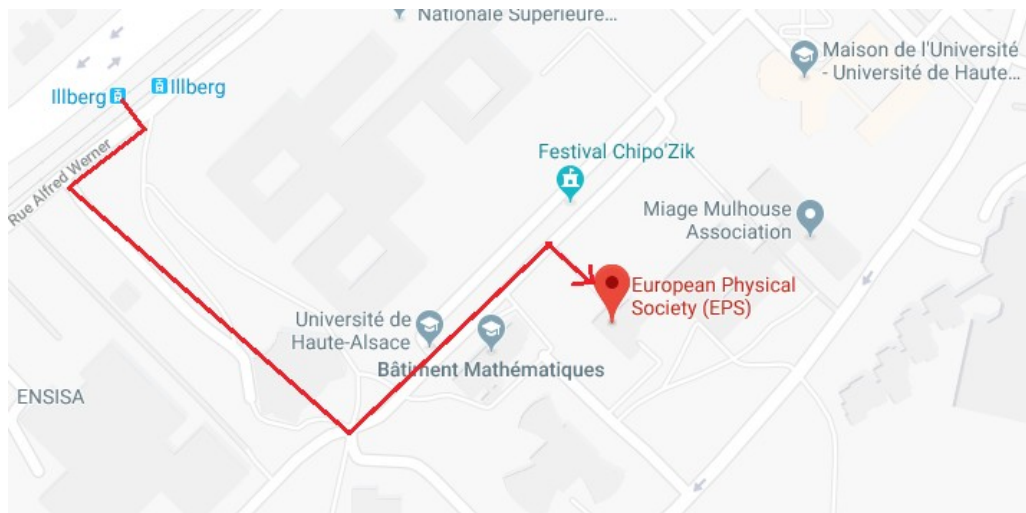 Nationale Supérieure...
Maison de l'Université
- Université de Haute...
Illberg
Illberg
Rue Alfred Werner
Festival Chipo'Zik
Miage Mulhouse
Association
European Physical
Society (EPS)
Université de
Haute-Alsace
Bâtiment Mathématiques
ENSISA